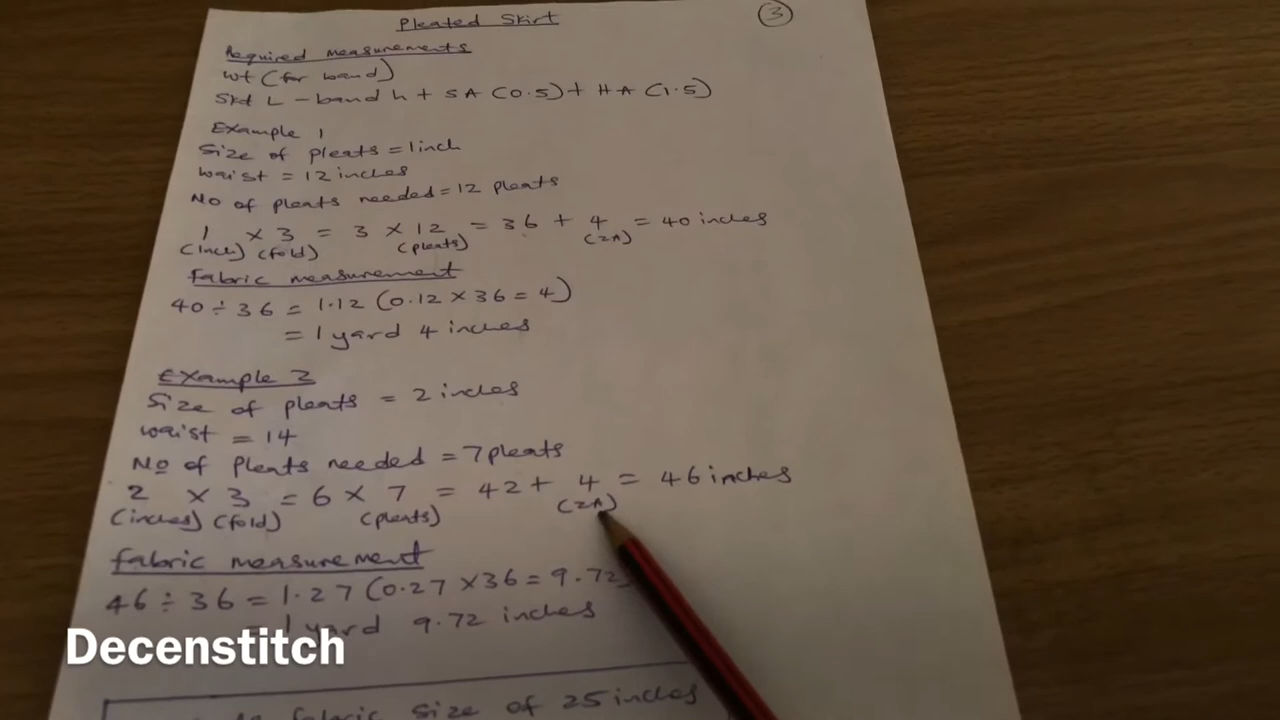 Pleated Skirt
3
Required measurements
Wt (for band)
Skt L - band h + SA (0.5) + HA (1.5)
Example 1
Size of pleats = 1inch
Waist = 12 inches
No of pleats needed = 12 pleats
1 × 3 = 3 × 12 = 36 + 4 = 40 inches
(inch) (fold) (pleats) (ZA)
Fabric measurement
40 ÷ 36 = 1.12 (0.12 × 36 = 4)
= 1 yard 4 inches
Example 2
Size of pleats = 2 inches
Waist = 14
No of Pleats needed = 7 pleats
2 × 3 = 6 × 7 = 42 + 4 = 46 inches
(inches) (fold) (pleats) (ZA)
fabric measurement
46 ÷ 36 = 1.27 (0.27 × 36 = 9.72)
= 1 yard 9.72 inches
Decenstitch
fabric size of 25 inches